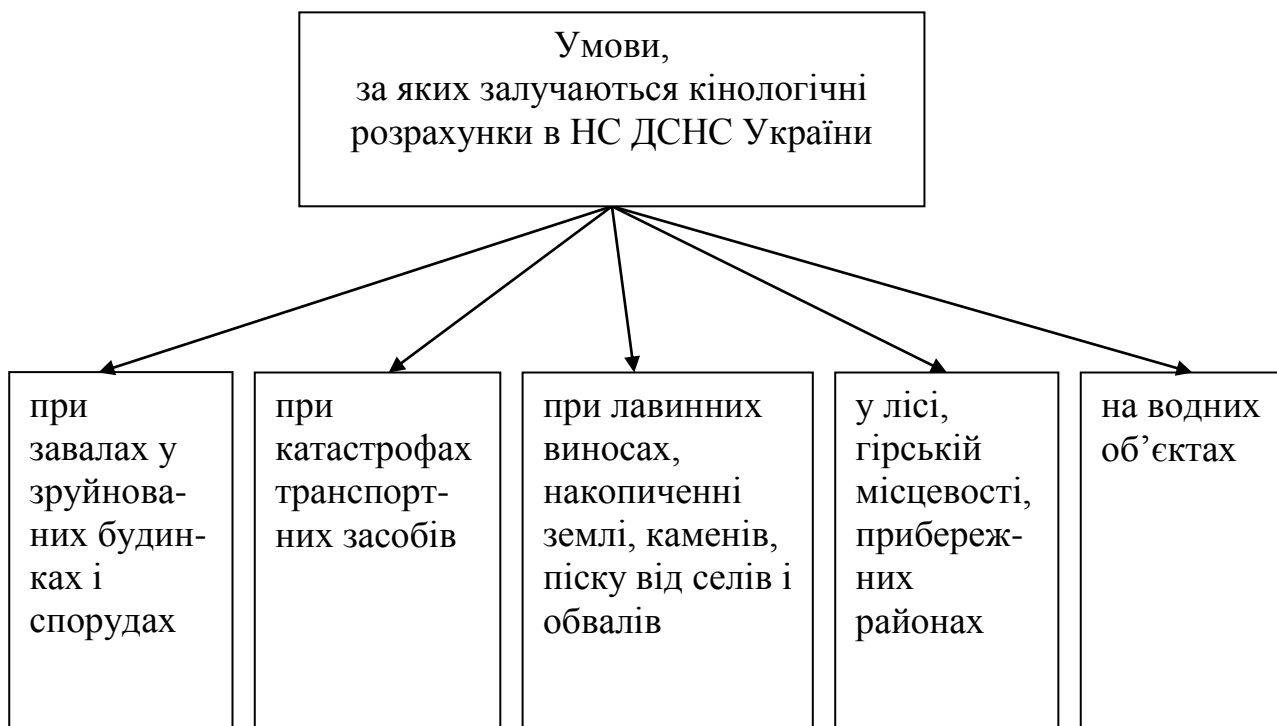 Умови,
за яких залучаються кінологічні
розрахунки в НС ДСНС України
при
завалах у
зруйнова-
них будин-
ках і
спорудах
при
катастрофах
транспорт-
них засобів
при лавинних
виносах,
накопиченні
землі, каменів,
піску від селів і
обвалів
у лісі,
гірській
місцевості,
прибереж-
них
районах
на водних
об’єктах